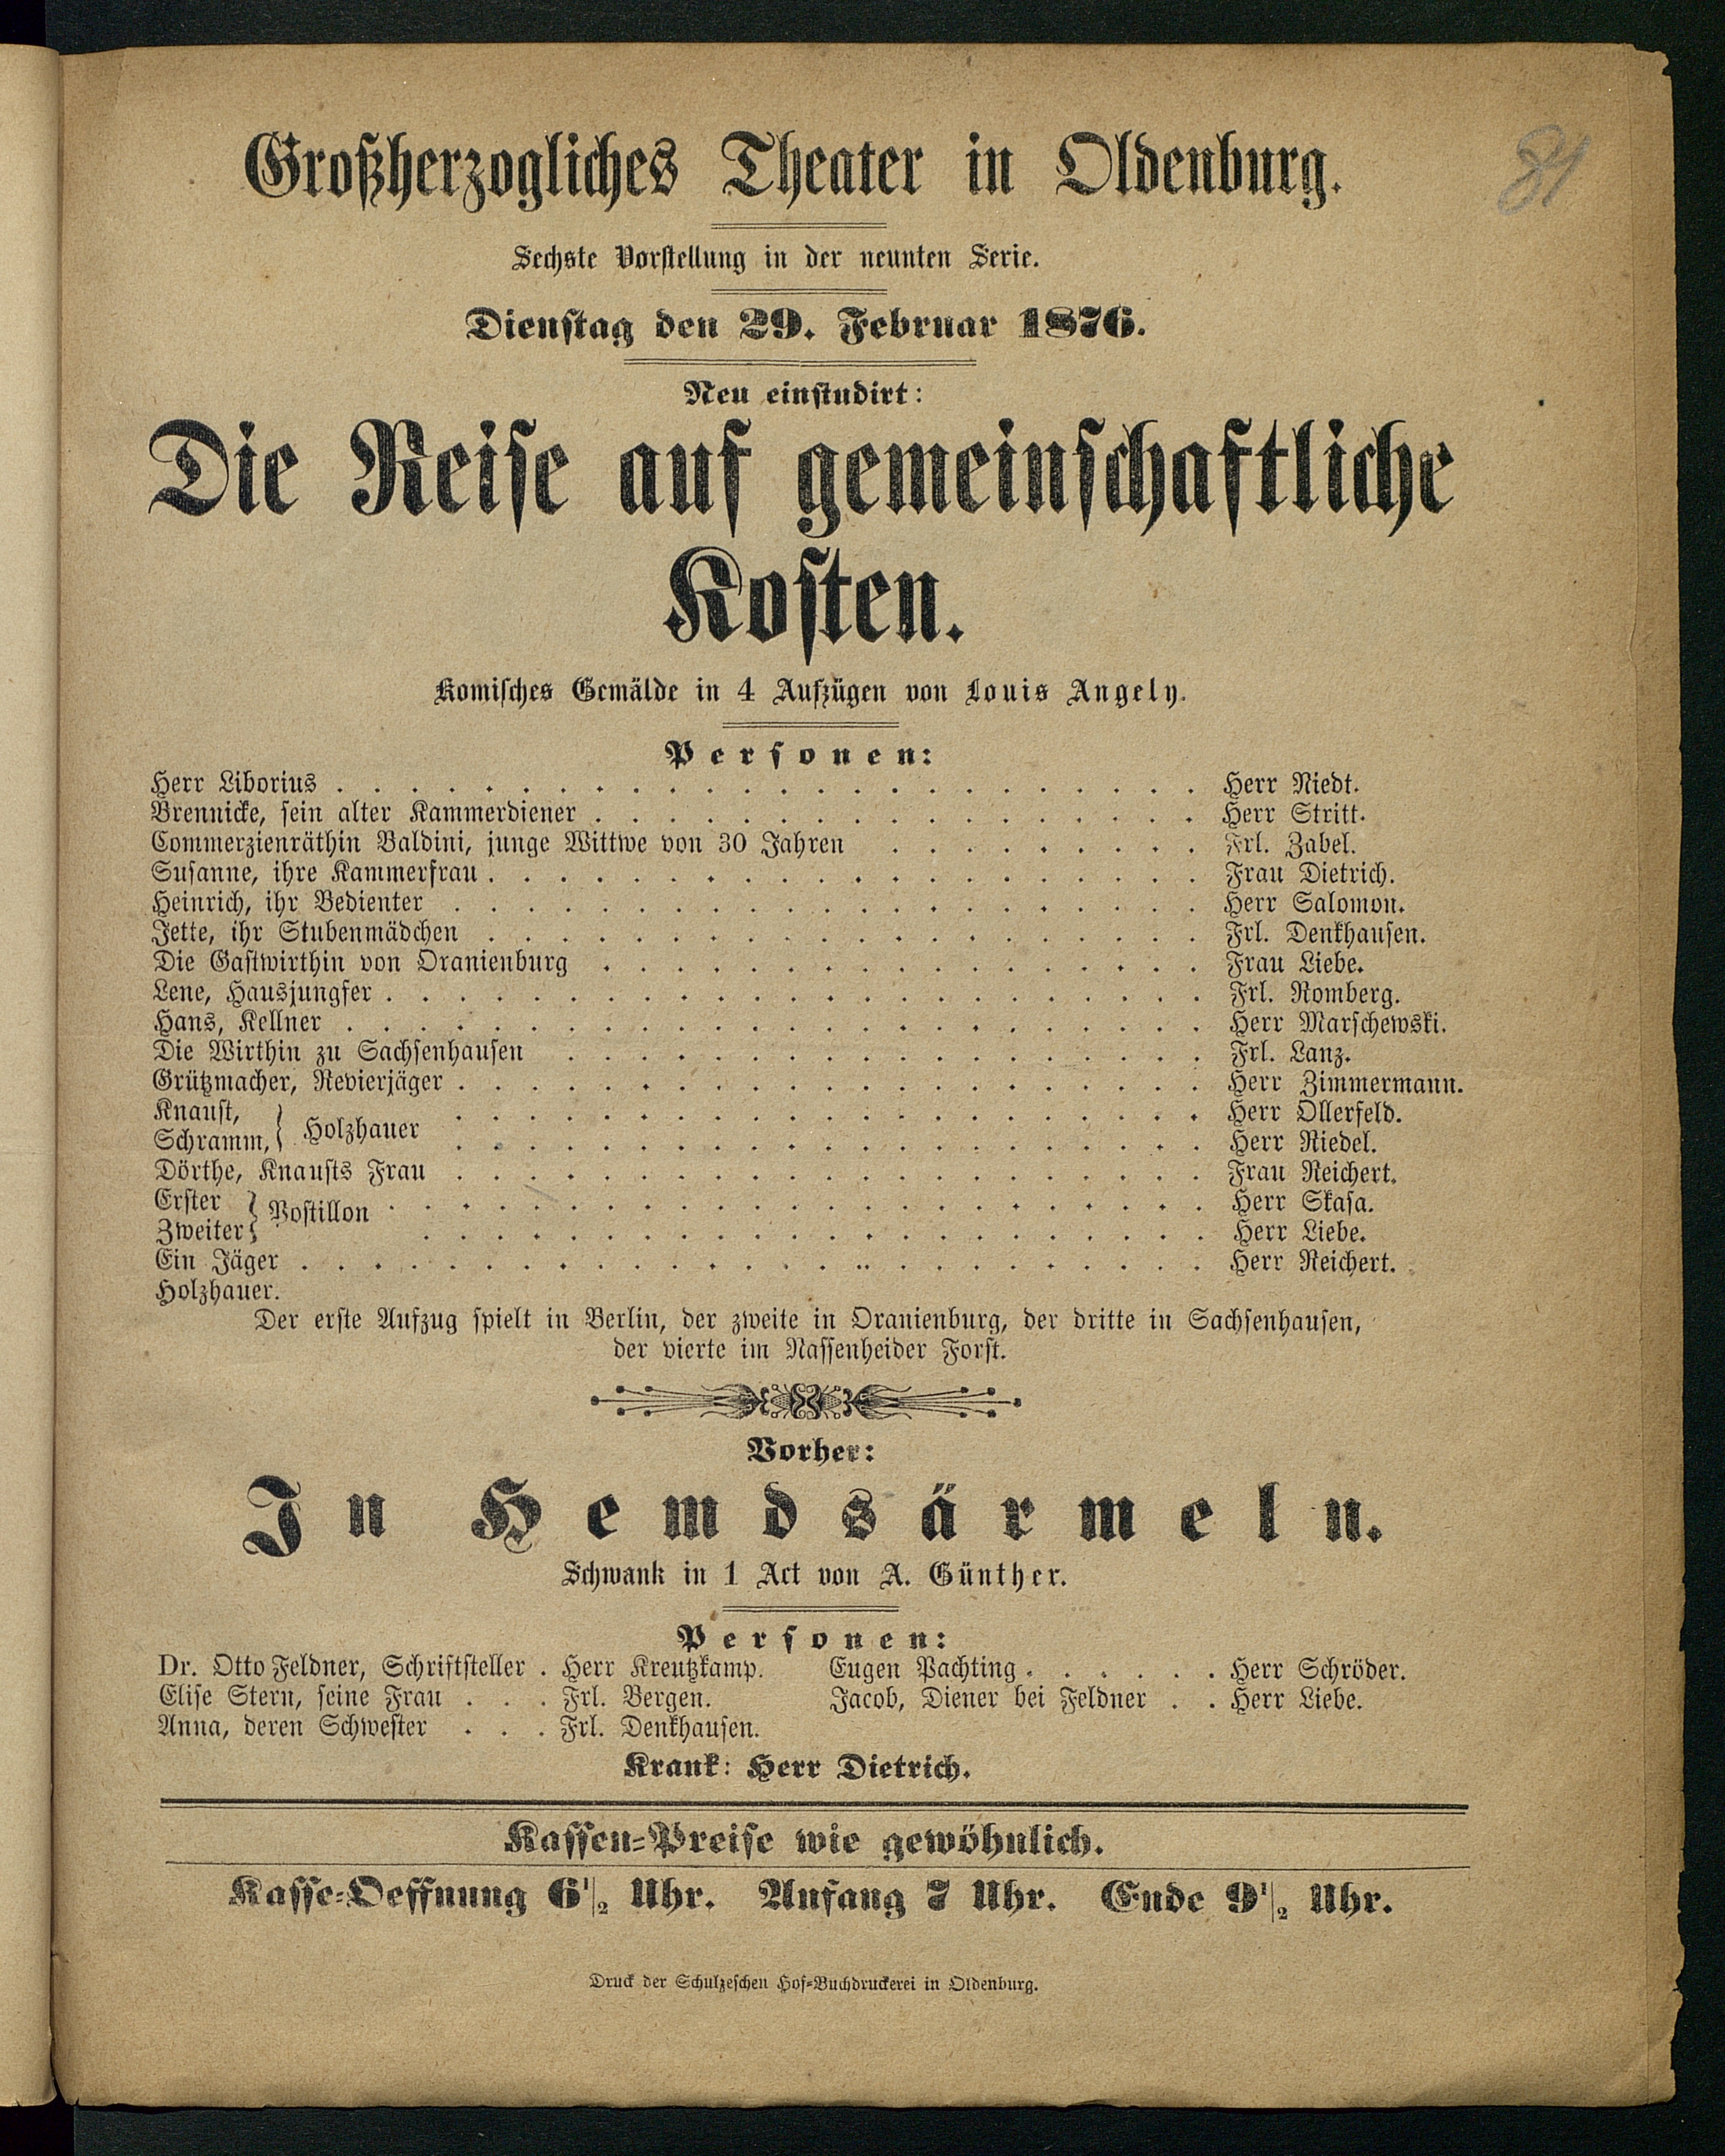 Großherzogliches Theater in Oldenburg.
81
Sechste Vorstellung in der neunten Serie.
Dienstag den 29. Februar 1876.
Neu einstudirt:
Die Reise auf gemeinschaftliche
Kosten.
Komisches Gemälde in 4 Aufzügen von Louis Angely.
Personen:
Herr Liborius . . . . . . . . . . . . . . . . . . . . . . . . Herr Niedt.
Brennicke, sein alter Kammerdiener . . . . . . . . . . . . . . . . . Herr Stritt.
Commerzienräthin Baldini, junge Wittwe von 30 Jahren . . . . . . . . . Frl. Zabel.
Susanne, ihre Kammerfrau . . . . . . . . . . . . . . . . . . . . Frau Dietrich.
Heinrich, ihr Bedienter . . . . . . . . . . . . . . . . . . . . . Herr Salomon.
Jette, ihr Stubenmädchen . . . . . . . . . . . . . . . . . . . . Frl. Denkhausen.
Die Gastwirthin von Oranienburg . . . . . . . . . . . . . . . . . Frau Liebe.
Lene, Hausjungfer . . . . . . . . . . . . . . . . . . . . . . . Frl. Romberg.
Hans, Kellner . . . . . . . . . . . . . . . . . . . . . . . . Herr Marschewski.
Die Wirthin zu Sachsenhausen . . . . . . . . . . . . . . . . . . Frl. Lanz.
Grützmacher, Revierjäger . . . . . . . . . . . . . . . . . . . . . Herr Zimmermann.
Knaust, } Holzhauer . . . . . . . . . . . . . . . . . . . . . Herr Ollerfeld.
Schramm, } . . . . . . . . . . . . . . . . . . . . . Herr Riedel.
Dörthe, Knausts Frau . . . . . . . . . . . . . . . . . . . . . Frau Reichert.
Erster } Postillon . . . . . . . . . . . . . . . . . . . . . . . Herr Skasa.
Zweiter } . . . . . . . . . . . . . . . . . . . . . . Herr Liebe.
Ein Jäger . . . . . . . . . . . . . . . . . . . . . . . . . Herr Reichert.
Holzhauer.
Der erste Aufzug spielt in Berlin, der zweite in Oranienburg, der dritte in Sachsenhausen,
der vierte im Nassenheider Forst.
Vorher:
In Hemdsärmeln.
Schwank in 1 Act von A. Günther.
Personen:
Dr. Otto Feldner, Schriftsteller . Herr Kreutzkamp. Eugen Pachting . . . . . . Herr Schröder.
Elise Stern, seine Frau . . . Frl. Bergen. Jacob, Diener bei Feldner . . Herr Liebe.
Anna, deren Schwester . . . Frl. Denkhausen.
Krank: Herr Dietrich.
Kassen-Preise wie gewöhnlich.
Kasse-Oeffnung 6 1/2 Uhr. Anfang 7 Uhr. Ende 9 1/2 Uhr.
Druck der Schulzeschen Hof-Buchdruckerei in Oldenburg.